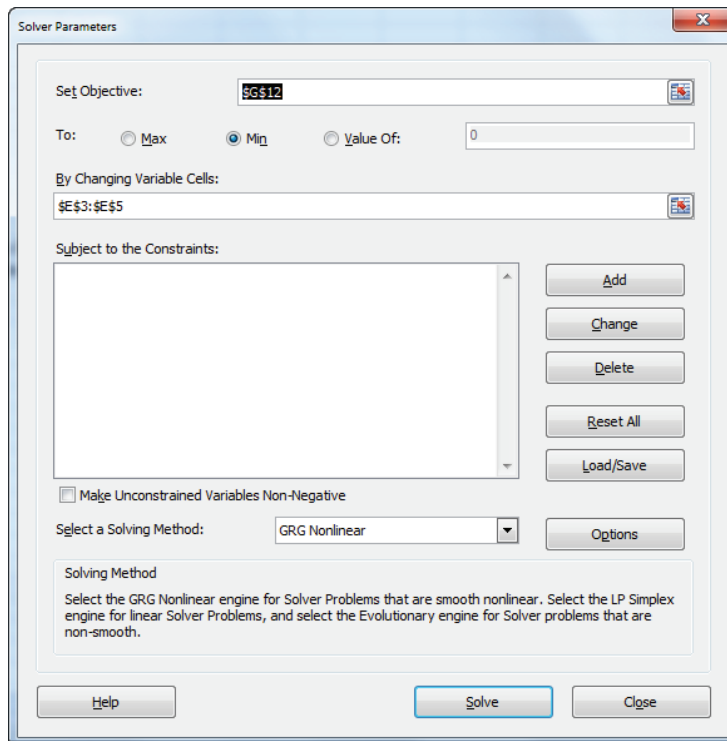 Solver Parameters
Set Objective: $G$12
To: Max Min Value Of: 0
By Changing Variable Cells:
$E$3:$E$5
Subject to the Constraints:
Add
Change
Delete
Reset All
Load/Save
Make Unconstrained Variables Non-Negative
Select a Solving Method: GRG Nonlinear Options
Solving Method
Select the GRG Nonlinear engine for Solver Problems that are smooth nonlinear. Select the LP Simplex
engine for linear Solver Problems, and select the Evolutionary engine for Solver problems that are
non-smooth.
Help Solve Close